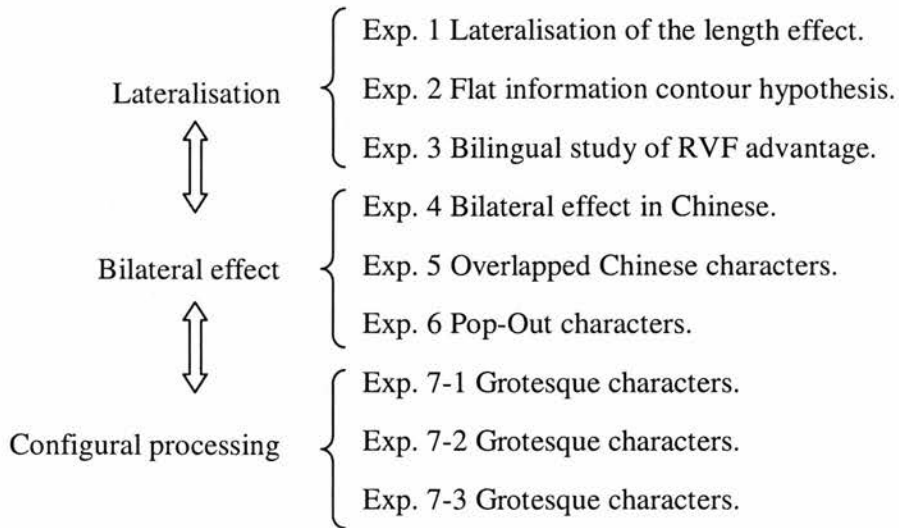 Lateralisation
Exp. 1 Lateralisation of the length effect.
Exp. 2 Flat information contour hypothesis.
Exp. 3 Bilingual study of RVF advantage.
Bilateral effect
Exp. 4 Bilateral effect in Chinese.
Exp. 5 Overlapped Chinese characters.
Exp. 6 Pop-Out characters.
Configural processing
Exp. 7-1 Grotesque characters.
Exp. 7-2 Grotesque characters.
Exp. 7-3 Grotesque characters.